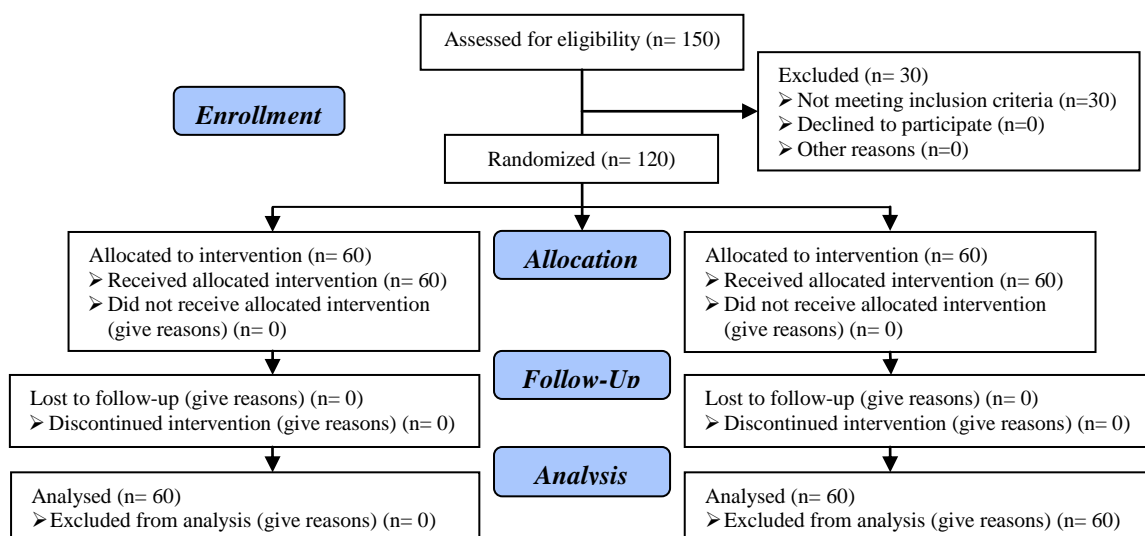 Assessed for eligibility (n= 150)
Excluded (n= 30)
➢ Not meeting inclusion criteria (n=30)
➢ Declined to participate (n=0)
➢ Other reasons (n=0)
Enrollment
Randomized (n= 120)
Allocated to intervention (n= 60)
➢ Received allocated intervention (n= 60)
➢ Did not receive allocated intervention
(give reasons) (n= 0)
Allocation
Allocated to intervention (n= 60)
➢ Received allocated intervention (n= 60)
➢ Did not receive allocated intervention
(give reasons) (n= 0)
Follow-Up
Lost to follow-up (give reasons) (n= 0)
➢ Discontinued intervention (give reasons) (n= 0)
Lost to follow-up (give reasons) (n= 0)
➢ Discontinued intervention (give reasons) (n= 0)
Analysis
Analysed (n= 60)
➢ Excluded from analysis (give reasons) (n= 0)
Analysed (n= 60)
➢ Excluded from analysis (give reasons) (n= 60)